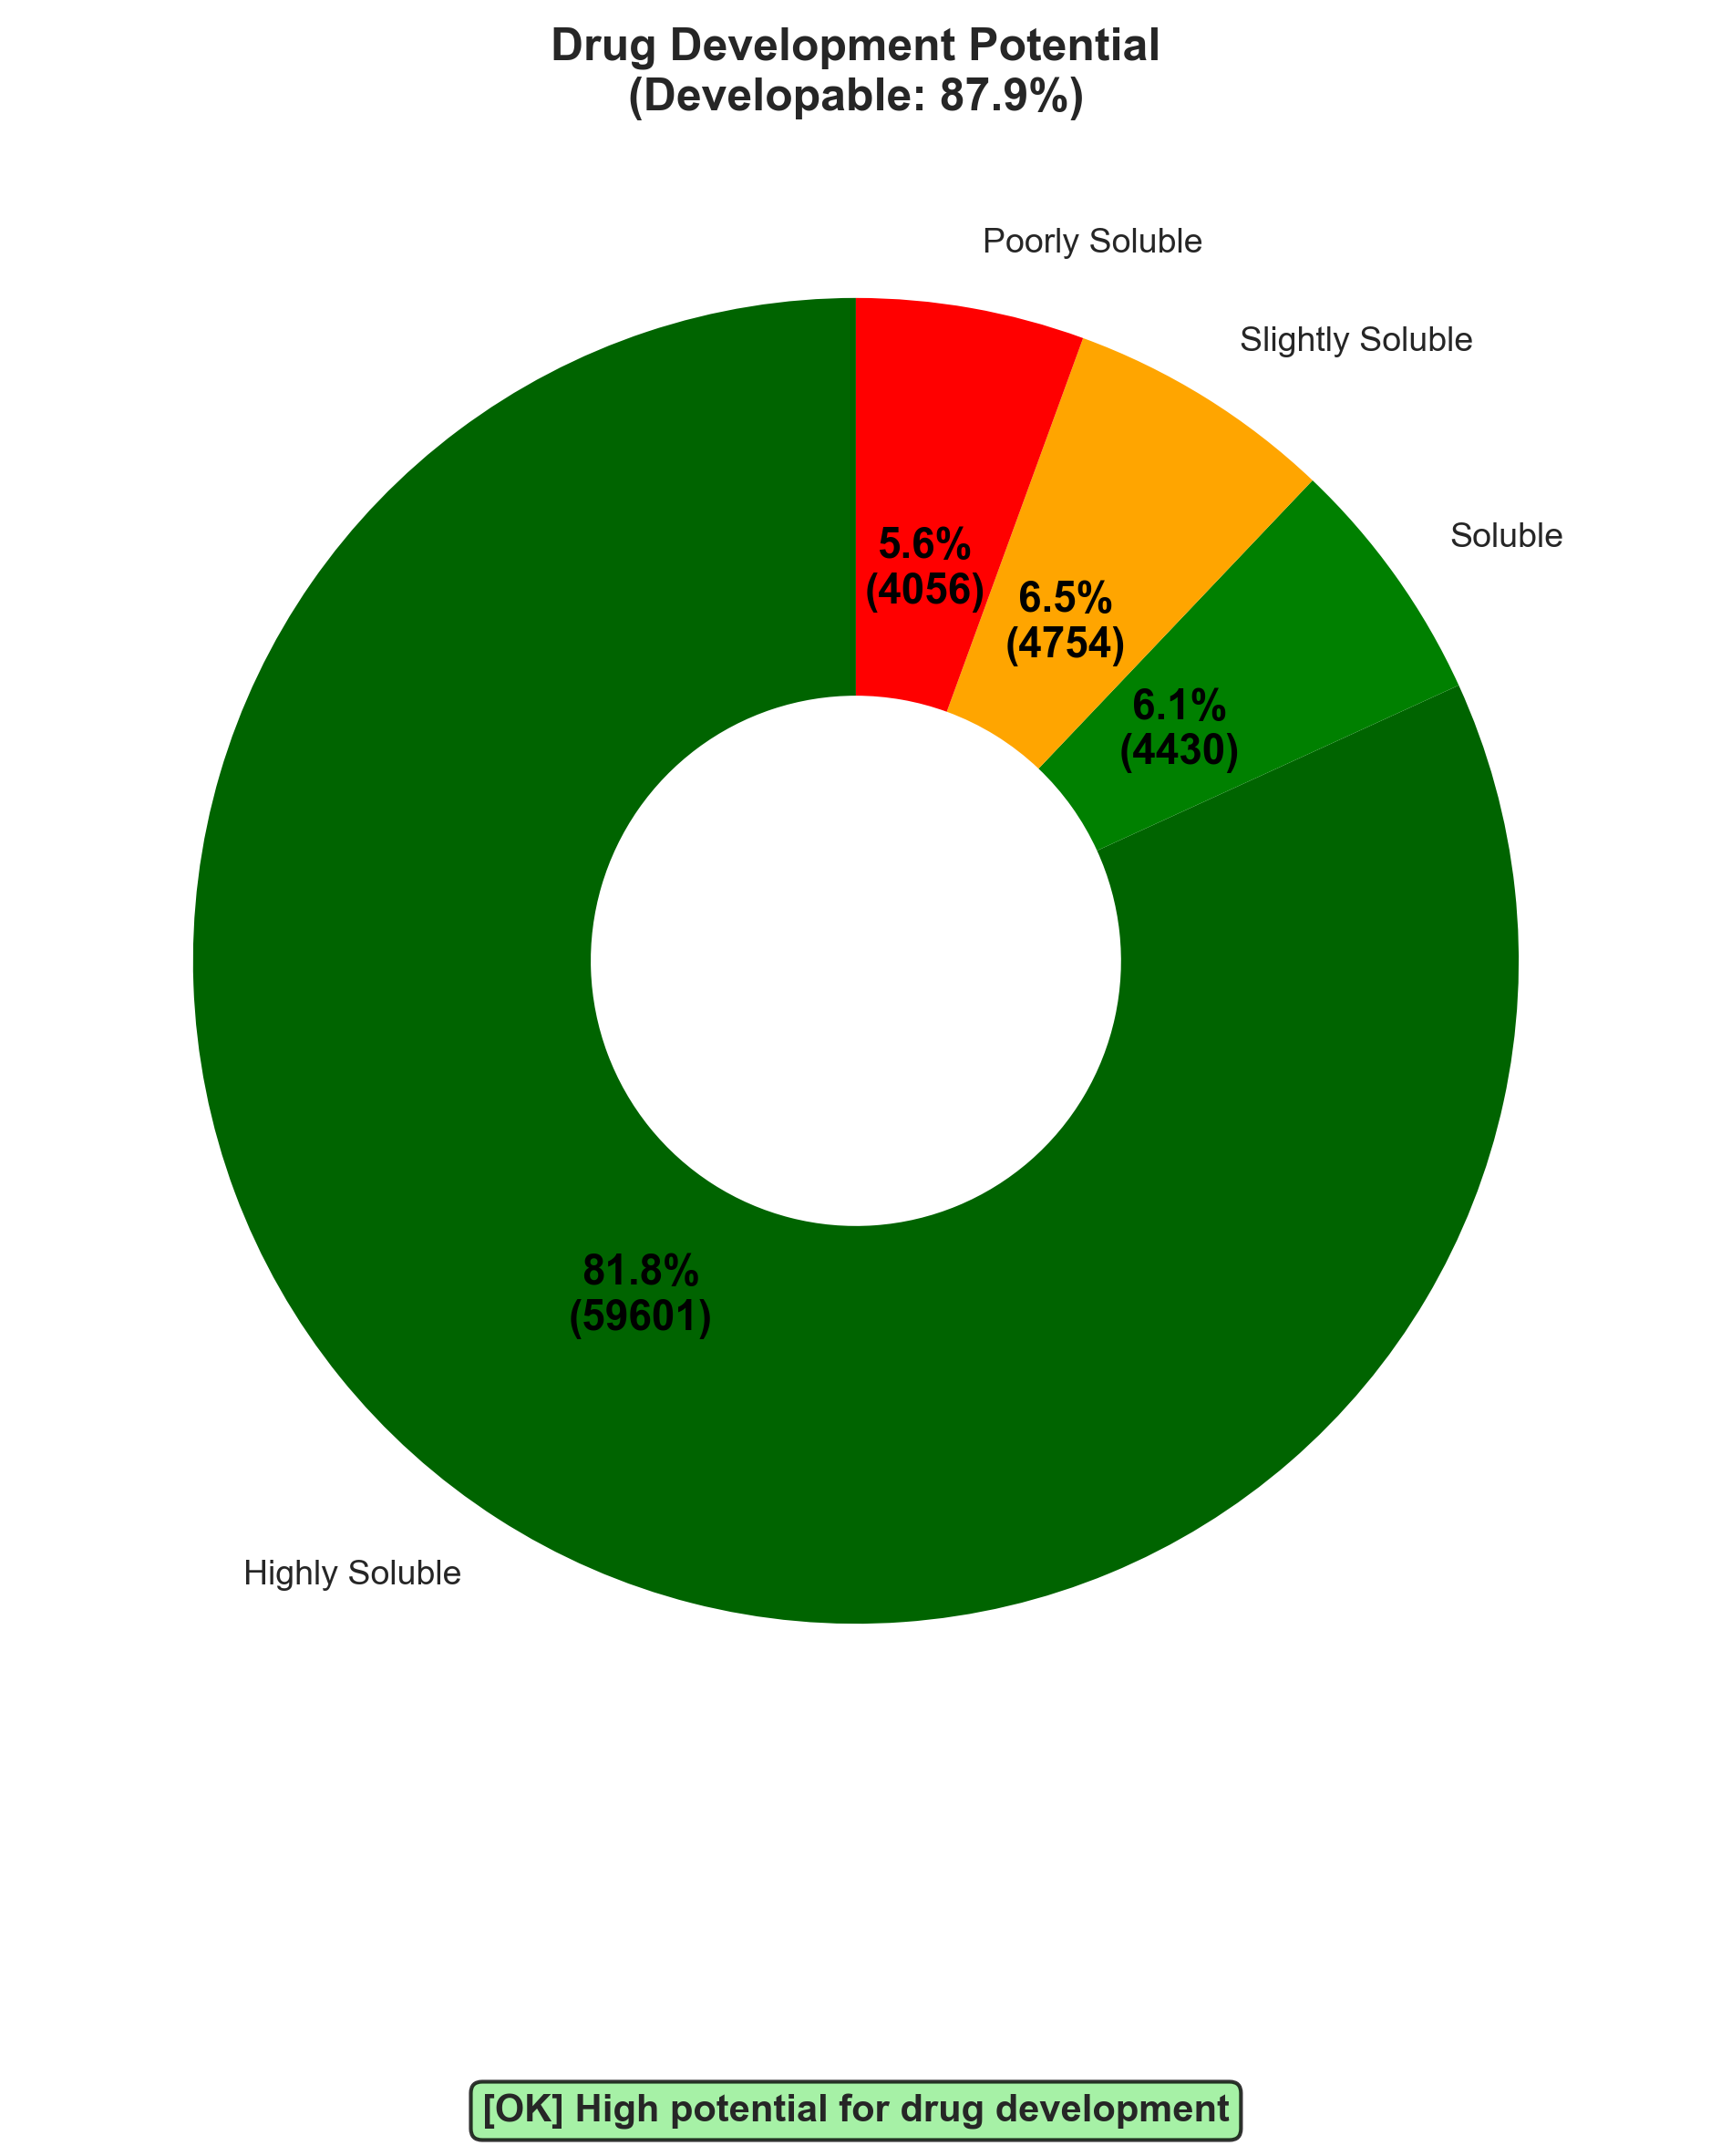 Drug Development Potential
(Developable: 87.9%)
Poorly Soluble
Slightly Soluble
Soluble
5.6%
(4056)
6.5%
(4754)
6.1%
(4430)
81.8%
(59601)
Highly Soluble
[OK] High potential for drug development